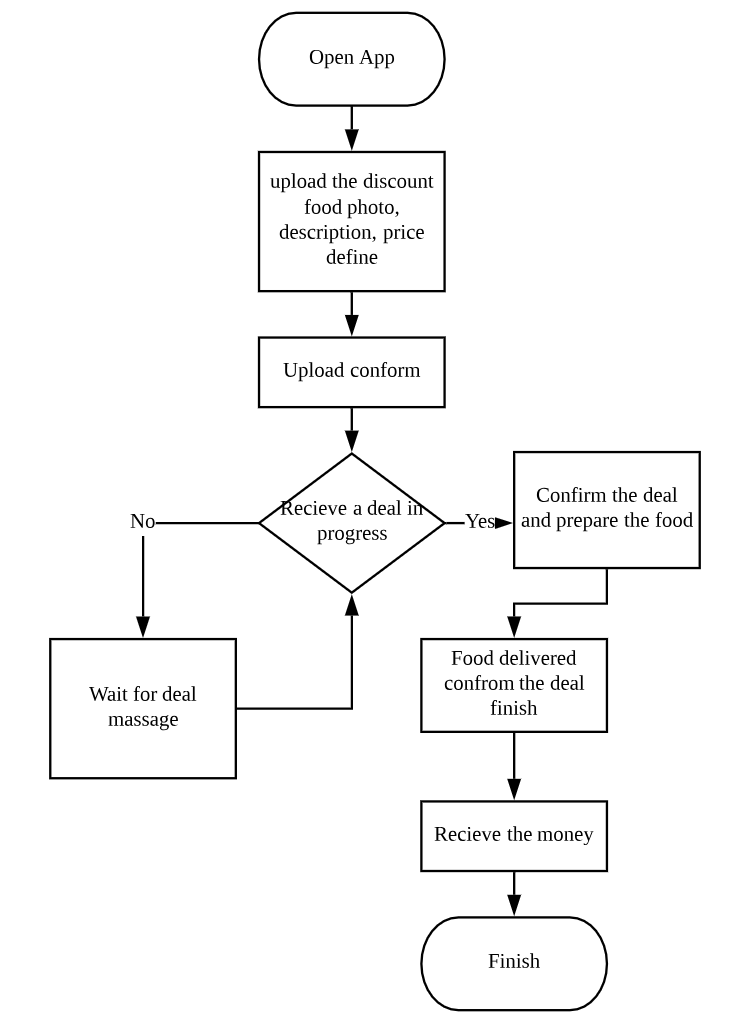 Open App
upload the discount
food photo,
description, price
define
Upload conform
Recieve a deal in
progress
No
Yes
Confirm the deal
and prepare the food
Wait for deal
massage
Food delivered
confrom the deal
finish
Recieve the money
Finish